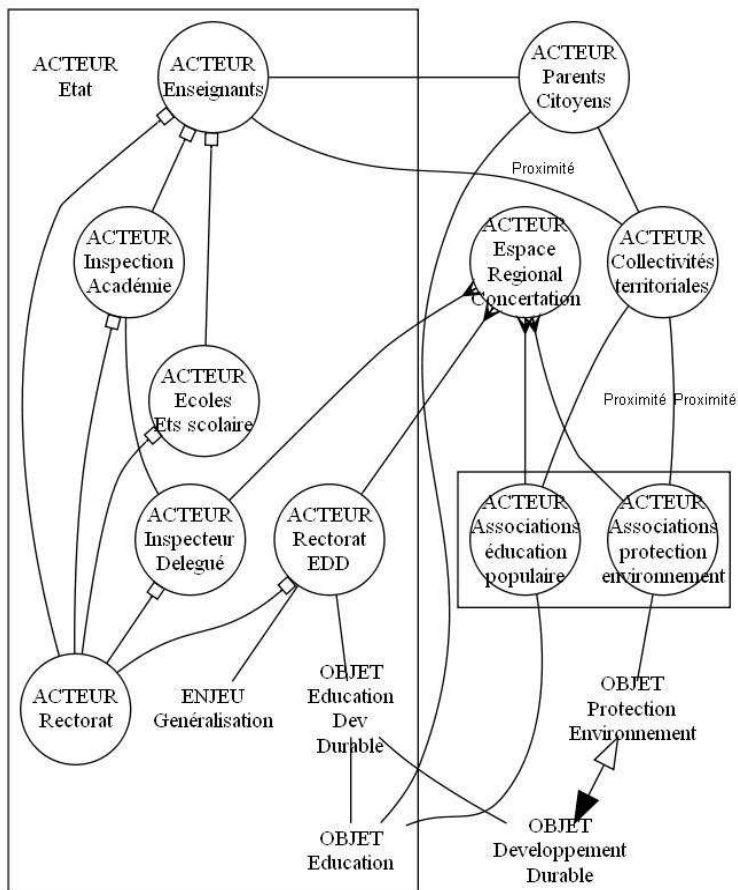 ACTEUR
Etat
ACTEUR
Enseignants
ACTEUR
Parents
Citoyens
Proximité
ACTEUR
Inspection
Académie
ACTEUR
Espace
Regional
Concertation
ACTEUR
Collectivités
territoriales
ACTEUR
Ecoles
Ets scolaire
Proximité
Proximité
ACTEUR
Inspecteur
Delegué
ACTEUR
Rectorat
EDD
ACTEUR
Associations
éducation
populaire
ACTEUR
Associations
protection
environnement
ACTEUR
Rectorat
ENJEU
Genéralisation
OBJET
Education
Dev
Durable
OBJET
Protection
Environnement
OBJET
Education
OBJET
Developpement
Durable